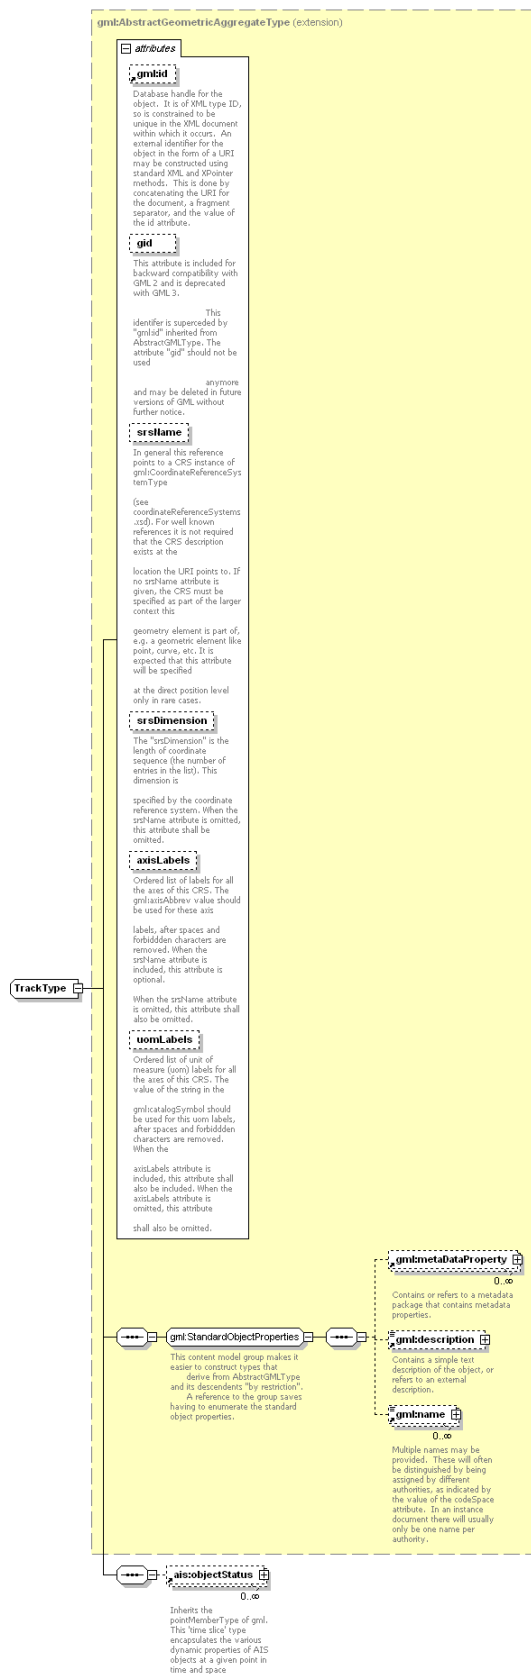 gml:AbstractGeometricAggregateType (extension)
attributes
gml:id
Database handle for the
object.  It is of XML type ID,
so is constrained to be
unique in the XML document
within which it occurs.  An
external identifier for the
object in the form of a URI
may be constructed using
standard XML and XPointer
methods.  This is done by
concatenating the URI for
the document, a fragment
separator, and the value of
the id attribute.
gid
This attribute is included for
backward compatibility with
GML 2 and is deprecated
with GML 3.
This
identifer is superceded by
"gml:id" inherited from
AbstractGMLType. The
attribute "gid" should not be
used
anymore
and may be deleted in future
versions of GML without
further notice.
srsName
In general this reference
points to a CRS instance of
gml:CoordinateReferenceSys
temType
(see
coordinateReferenceSystems
.xsd). For well known
references it is not required
that the CRS description
exists at the
location the URI points to. If
no srsName attribute is
given, the CRS must be
specified as part of the larger
context this
geometry element is part of,
e.g. a geometric element like
point, curve, etc. It is
expected that this attribute
will be specified
at the direct position level
only in rare cases.
srsDimension
The "srsDimension" is the
length of coordinate
sequence (the number of
entries in the list). This
dimension is
specified by the coordinate
reference system. When the
srsName attribute is omitted,
this attribute shall be
omitted.
axisLabels
Ordered list of labels for all
the axes of this CRS. The
gml:axisAbbrev value should
be used for these axis
labels, after spaces and
forbiddden characters are
removed. When the
srsName attribute is
included, this attribute is
optional.
When the srsName attribute
is omitted, this attribute shall
also be omitted.
TrackType
uomLabels
Ordered list of unit of
measure (uom) labels for all
the axes of this CRS. The
value of the string in the
gml:catalogSymbol should
be used for this uom labels,
after spaces and forbiddden
characters are removed.
When the
axisLabels attribute is
included, this attribute shall
also be included. When the
axisLabels attribute is
omitted, this attribute
shall also be omitted.
gml:StandardObjectProperties
This content model group makes it
easier to construct types that
derive from AbstractGMLType
and its descendents "by restriction".
A reference to the group saves
having to enumerate the standard
object properties.
gml:metaDataProperty
0..∞
Contains or refers to a metadata
package that contains metadata
properties.
gml:description
Contains a simple text
description of the object, or
refers to an external
description.
gml:name
0..∞
Multiple names may be
provided.  These will often
be distinguished by being
assigned by different
authorities, as indicated by
the value of the codeSpace
attribute.  In an instance
document there will usually
only be one name per
authority.
ais:objectStatus
0..∞
Inherits the
pointMemberType of gml.
This 'time slice' type
encapsulates the various
dynamic properties of AIS
objects at a given point in
time and space